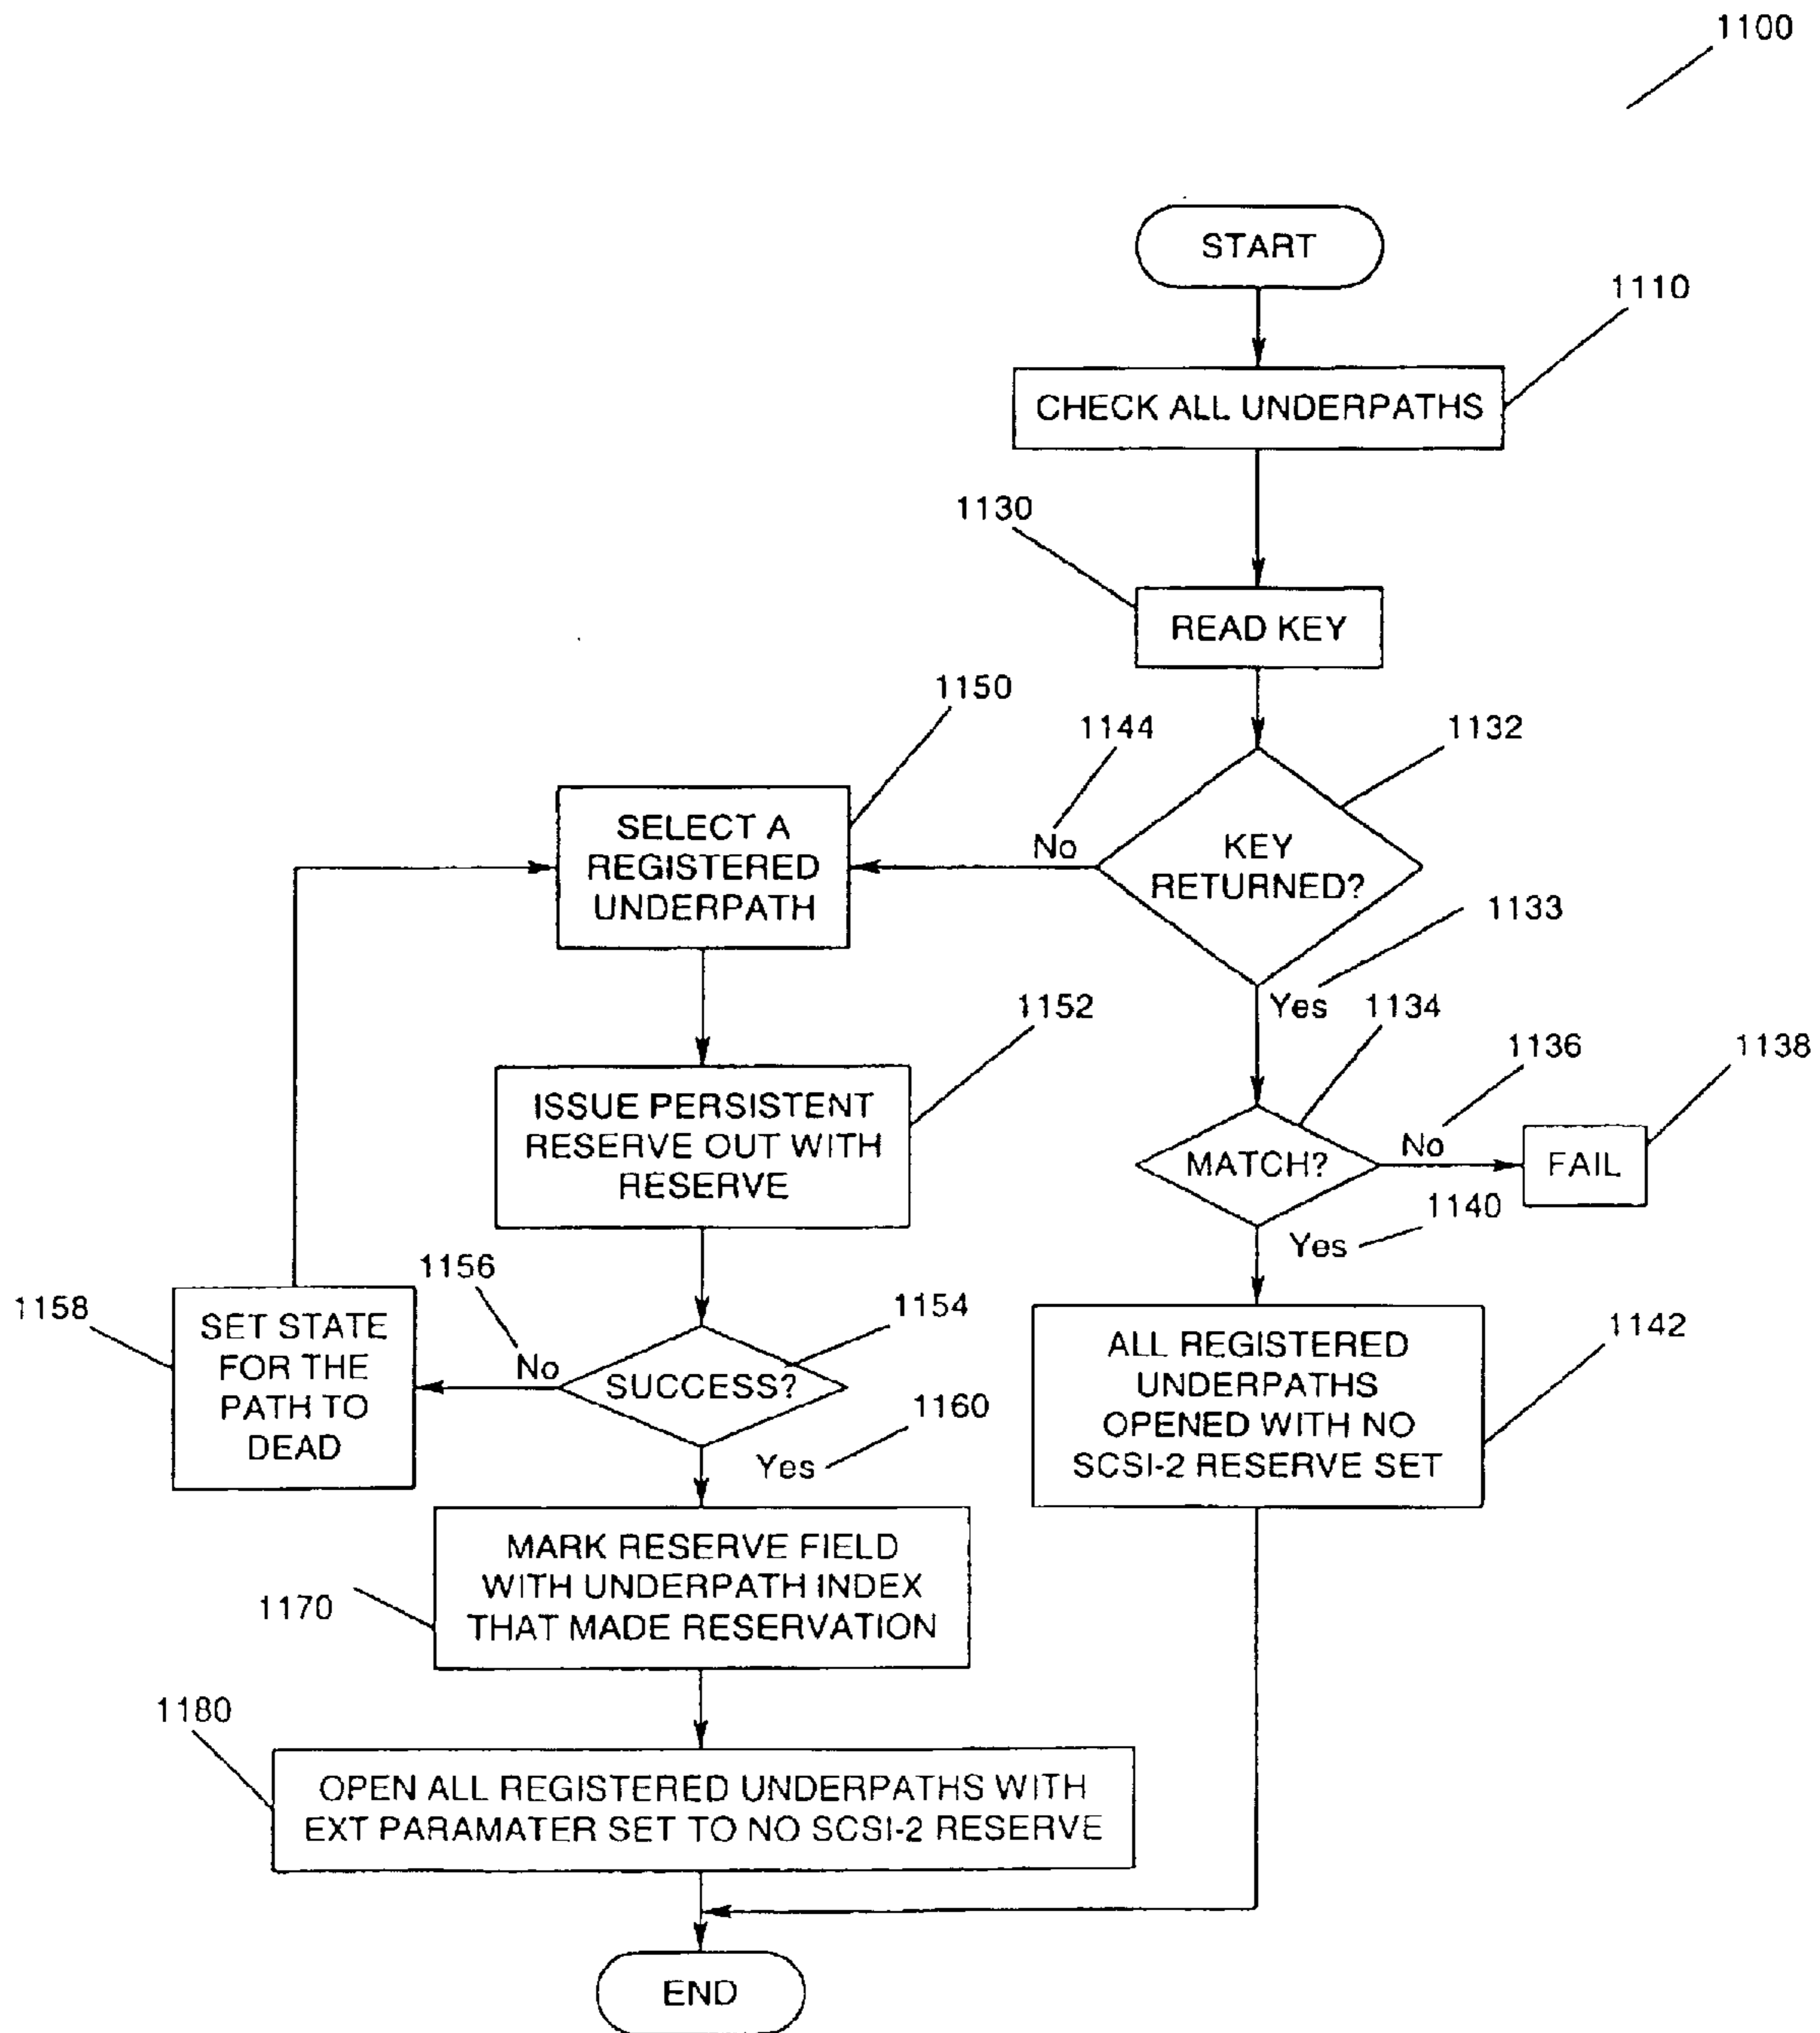 1100
START
1110
CHECK ALL UNDERPATHS
1130
READ KEY
1150
1144
1132
SELECT A
REGISTERED
UNDERPATH
No
KEY
RETURNED?
1133
Yes
1152
1134
1136
1138
ISSUE PERSISTENT
RESERVE OUT WITH
RESERVE
MATCH?
No
FAIL
1140
Yes
1156
1154
1158
SET STATE
FOR THE
PATH TO
DEAD
No
SUCCESS?
1160
Yes
ALL REGISTERED
UNDERPATHS
OPENED WITH NO
SCSI-2 RESERVE SET
1142
MARK RESERVE FIELD
WITH UNDERPATH INDEX
THAT MADE RESERVATION
1170
1180
OPEN ALL REGISTERED UNDERPATHS WITH
EXT PARAMATER SET TO NO SCSI-2 RESERVE
END